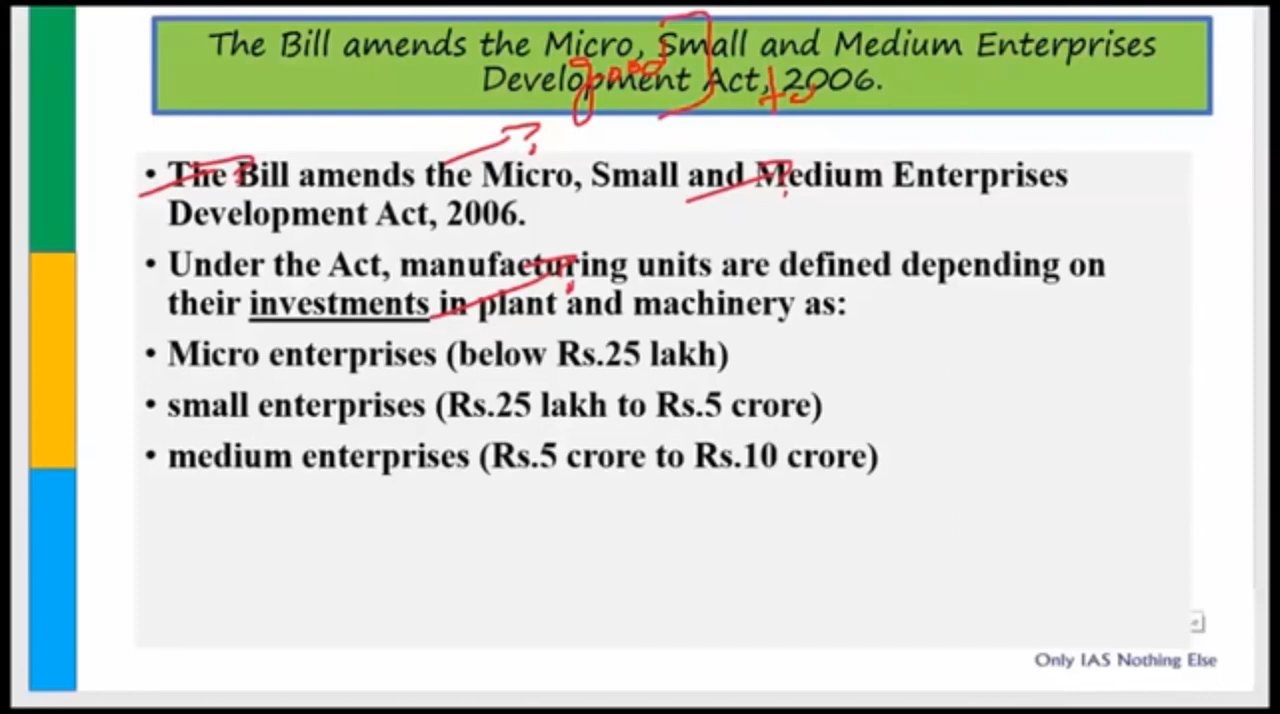 The Bill amends the Micro, Small and Medium Enterprises
Development Act, 2006.
good
to
• The Bill amends the Micro, Small and Medium Enterprises
Development Act, 2006.
• Under the Act, manufacturing units are defined depending on
their investments in plant and machinery as:
• Micro enterprises (below Rs.25 lakh)
• small enterprises (Rs.25 lakh to Rs.5 crore)
• medium enterprises (Rs.5 crore to Rs.10 crore)
Only IAS Nothing Else